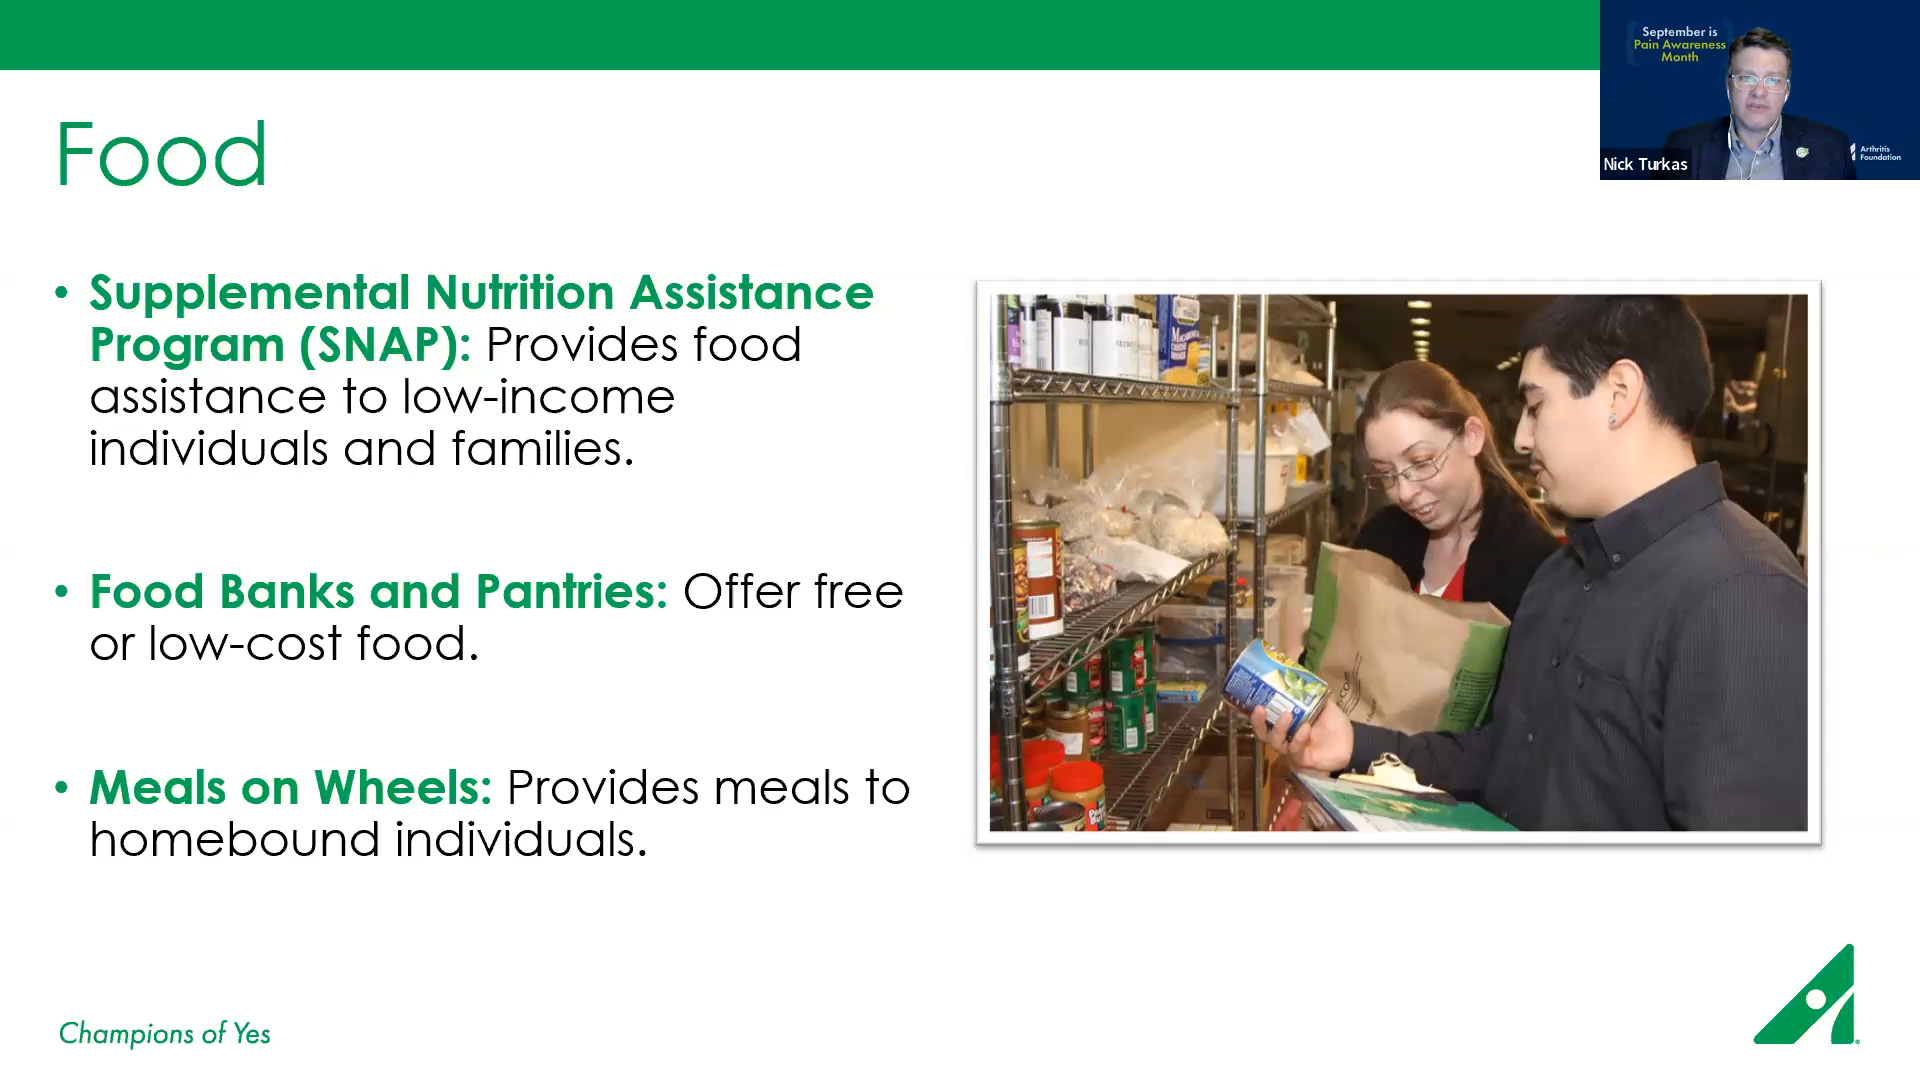 September is
Pain Awareness
Month
Arthritis
Foundation
Nick Turkas
Food
• Supplemental Nutrition Assistance
Program (SNAP): Provides food
assistance to low-income
individuals and families.
• Food Banks and Pantries: Offer free
or low-cost food.
• Meals on Wheels: Provides meals to
homebound individuals.
Champions of Yes